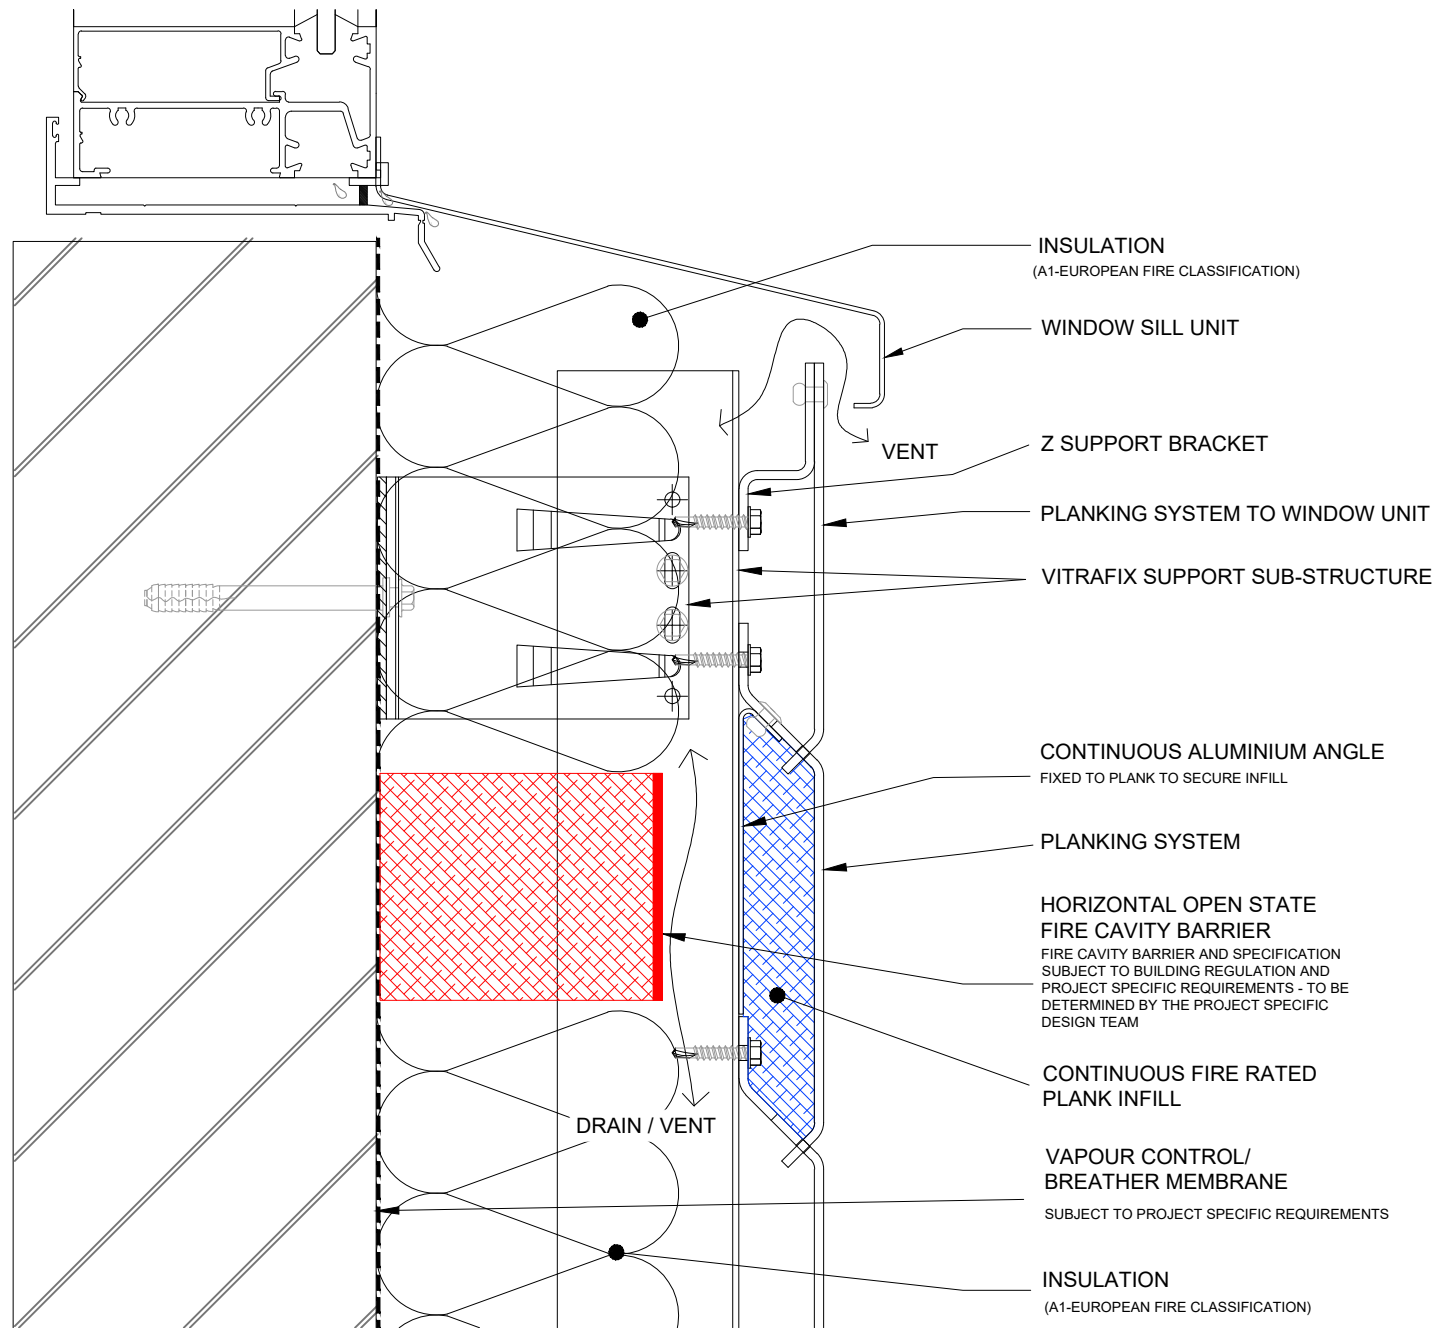 INSULATION
(A1-EUROPEAN FIRE CLASSIFICATION)
WINDOW SILL UNIT
Z SUPPORT BRACKET
VENT
PLANKING SYSTEM TO WINDOW UNIT
VITRAFIX SUPPORT SUB-STRUCTURE
CONTINUOUS ALUMINIUM ANGLE
FIXED TO PLANK TO SECURE INFILL
PLANKING SYSTEM
HORIZONTAL OPEN STATE
FIRE CAVITY BARRIER
FIRE CAVITY BARRIER AND SPECIFICATION
SUBJECT TO BUILDING REGULATION AND
PROJECT SPECIFIC REQUIREMENTS - TO BE
DETERMINED BY THE PROJECT SPECIFIC
DESIGN TEAM
CONTINUOUS FIRE RATED
PLANK INFILL
DRAIN / VENT
VAPOUR CONTROL/
BREATHER MEMBRANE
SUBJECT TO PROJECT SPECIFIC REQUIREMENTS
INSULATION
(A1-EUROPEAN FIRE CLASSIFICATION)